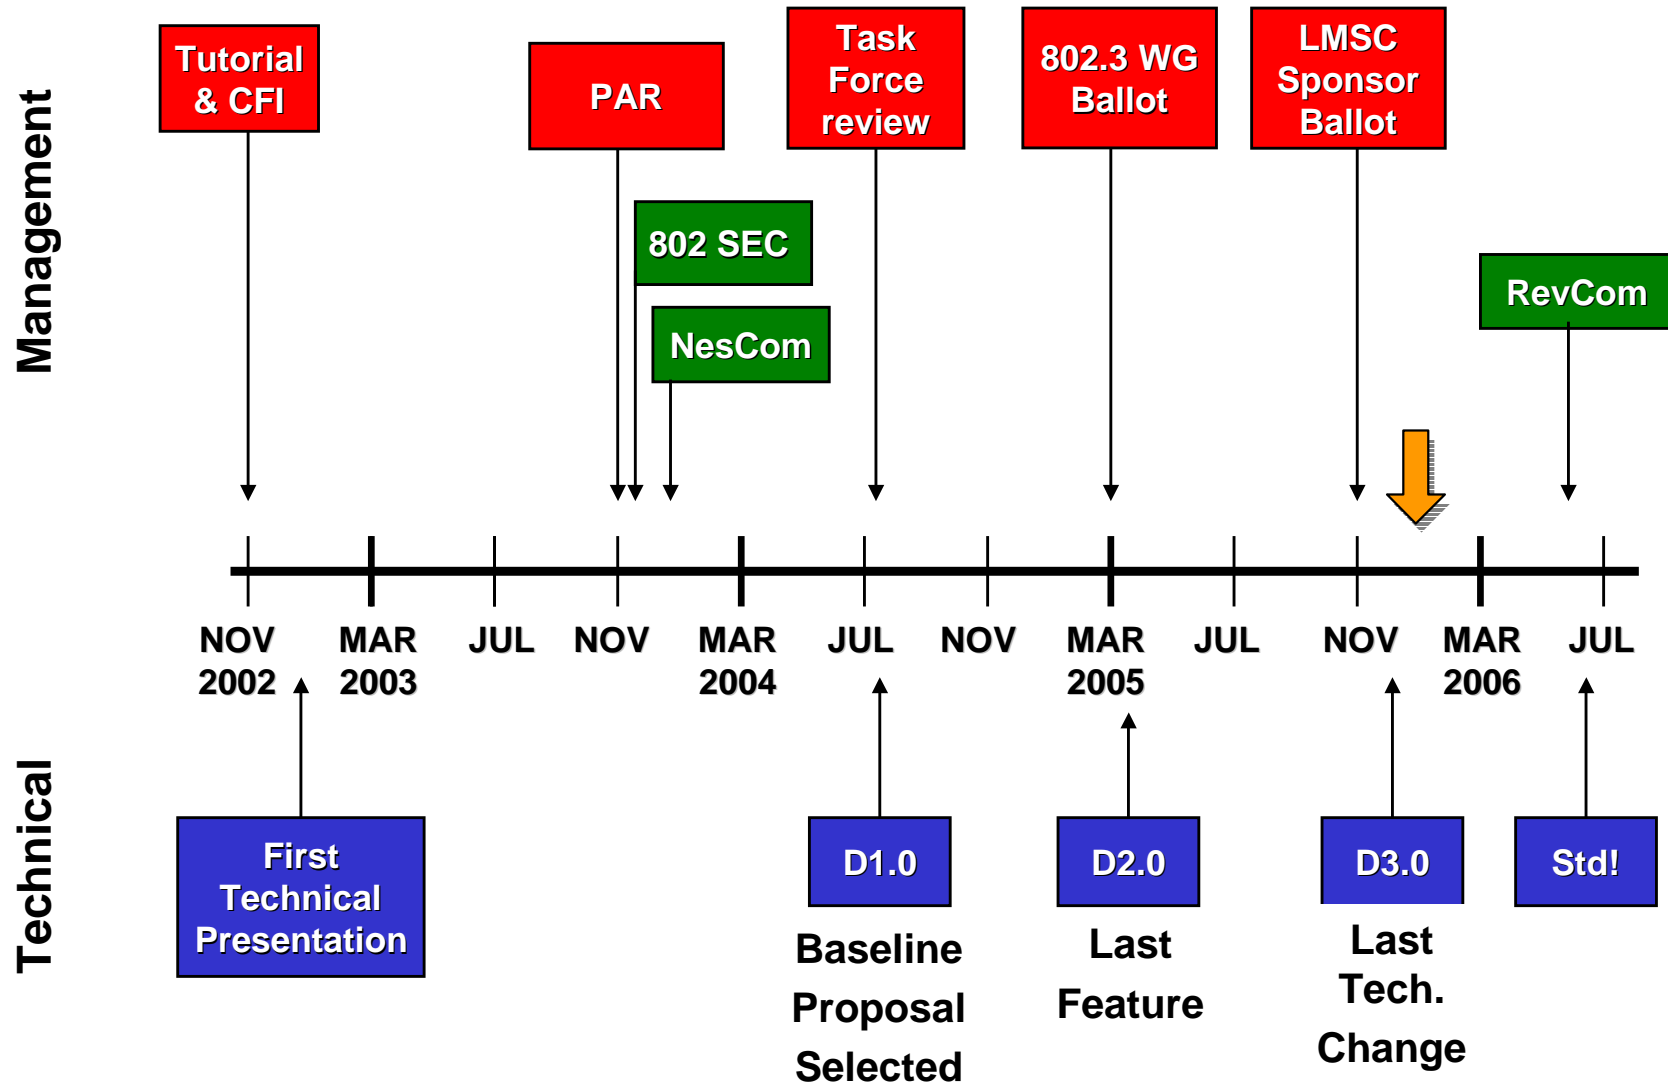 Management
Tutorial
& CFI
PAR
Task
Force
review
802.3 WG
Ballot
LMSC
Sponsor
Ballot
802 SEC
NesCom
RevCom
NOV
2002
MAR
2003
JUL
NOV
MAR
2004
JUL
NOV
MAR
2005
JUL
NOV
MAR
2006
JUL
Technical
First
Technical
Presentation
D1.0
Baseline
Proposal
Selected
D2.0
Last
Feature
D3.0
Last
Tech.
Change
Std!